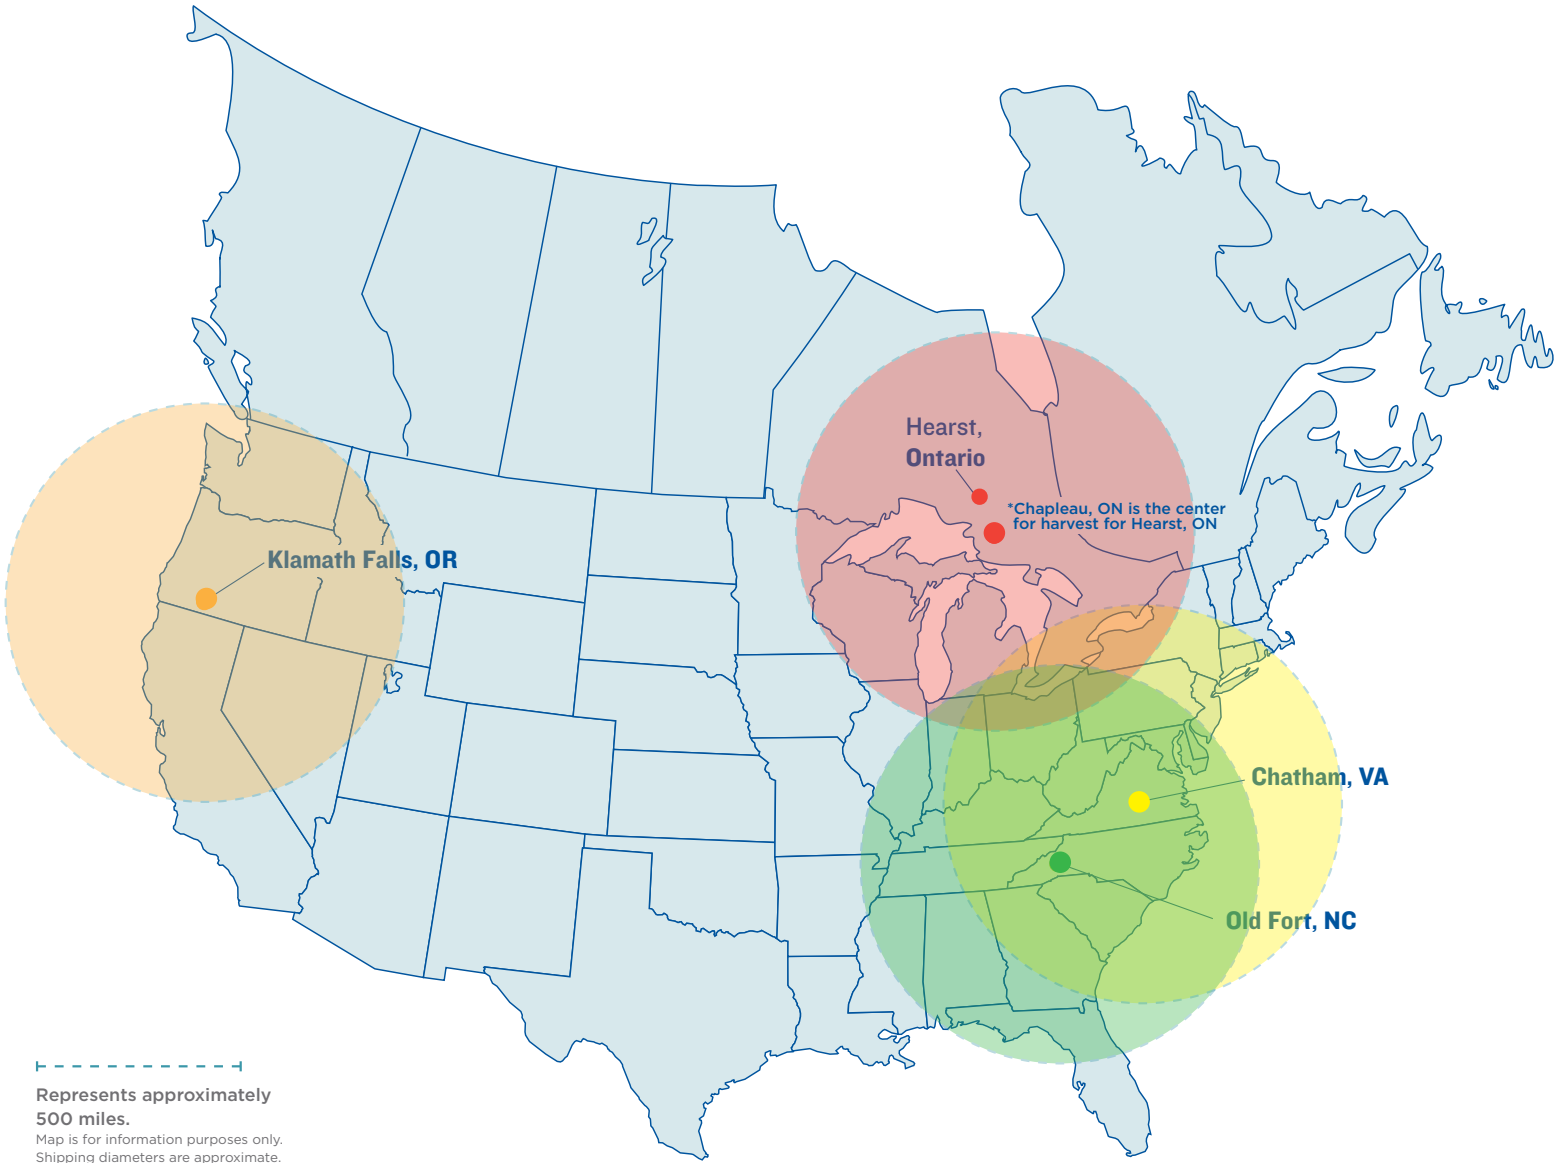 Hearst,
Ontario
*Chapleau, ON is the center
for harvest for Hearst, ON
Klamath Falls, OR
Chatham, VA
Old Fort, NC
Represents approximately
500 miles.
Map is for information purposes only.
Shipping diameters are approximate.